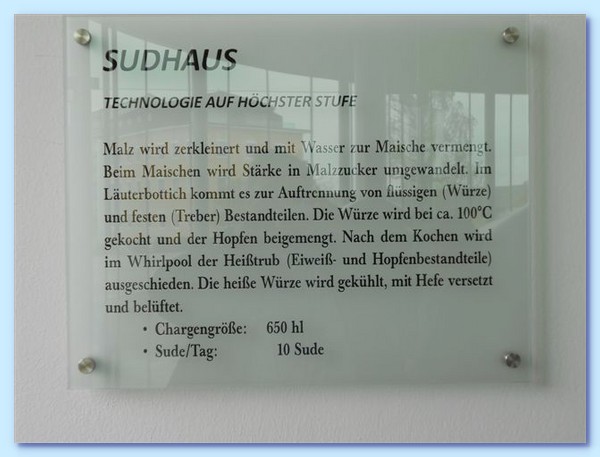 SUDHAUS
TECHNOLOGIE AUF HÖCHSTER STUFE
Malz wird zerkleinert und mit Wasser zur Maische vermengt.
Beim Maischen wird Stärke in Malzzucker umgewandelt. Im
Läuterbottich kommt es zur Auftrennung von flüssigen (Würze)
und festen (Treber) Bestandteilen. Die Würze wird bei ca. 100°C
gekocht und der Hopfen beigemengt. Nach dem Kochen wird
im Whirlpool der Heißtrub (Eiweiß- und Hopfenbestandteile)
ausgeschieden. Die heiße Würze wird gekühlt, mit Hefe versetzt
und belüftet.
• Chargengröße: 650 hl
• Sude/Tag: 10 Sude